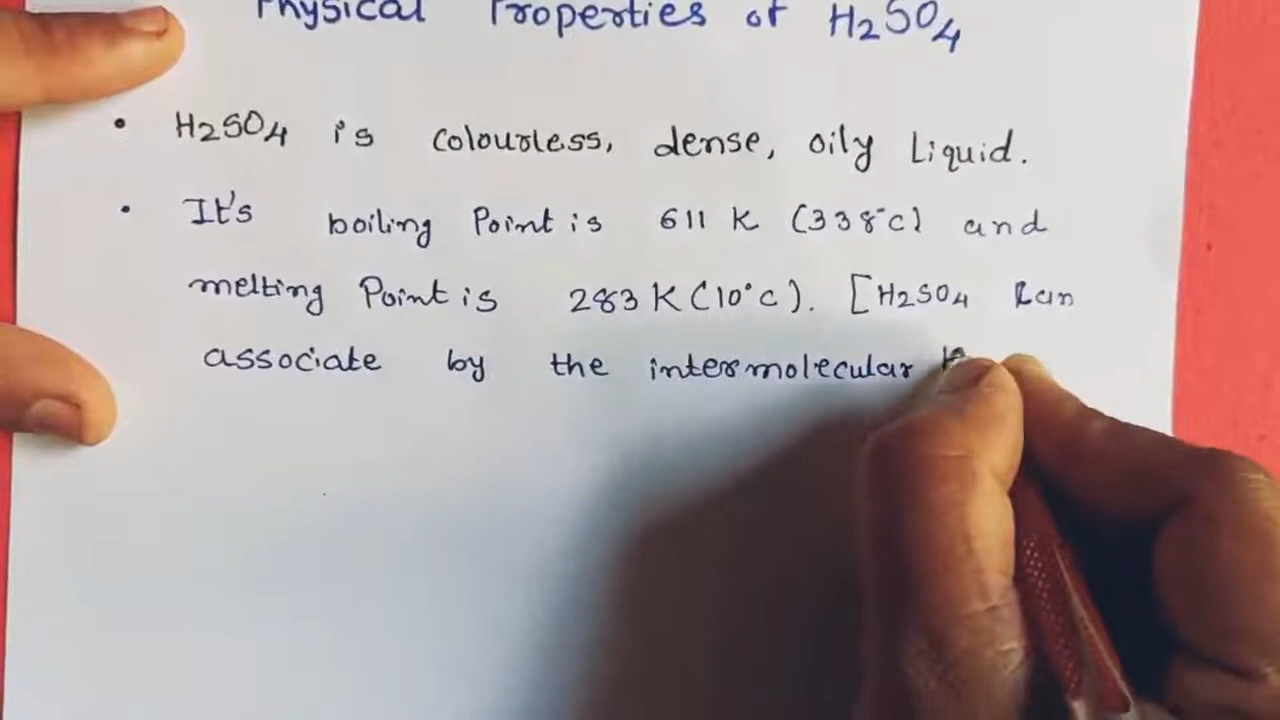 Physical Properties of H2SO4
• H2SO4 is Colourless, dense, oily Liquid.
• It's boiling Point is 611 K (338°C) and
melting Point is 283 K (10°C). [H2SO4 can
associate by the intermolecular